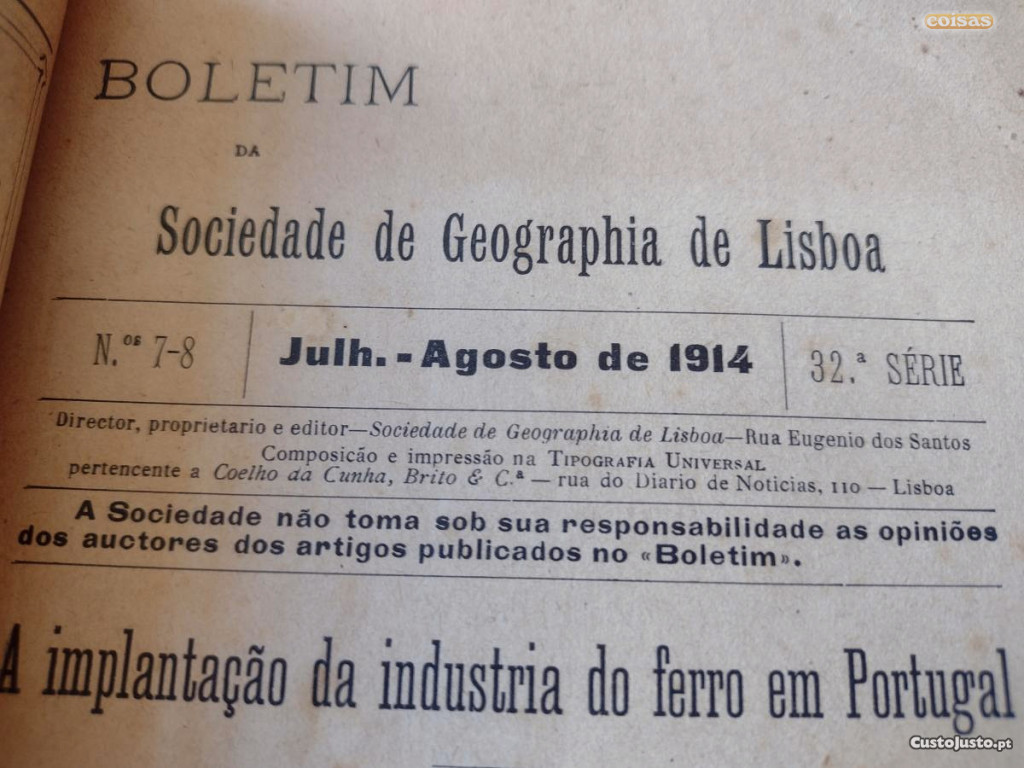 coisas
BOLETIM
DA
Sociedade de Geographia de Lisboa
N.ºˢ 7-8
Julh. - Agosto de 1914
32.ª SÉRIE
Director, proprietario e editor—Sociedade de Geographia de Lisboa—Rua Eugenio dos Santos
Composicão e impressão na TIPOGRAFIA UNIVERSAL
pertencente a Coelho da Cunha, Brito & C.ª — rua do Diario de Noticias, 110 — Lisboa
A Sociedade não toma sob sua responsabilidade as opiniões
dos auctores dos artigos publicados no «Boletim».
A implantação da industria do ferro em Portugal
CustoJusto.pt